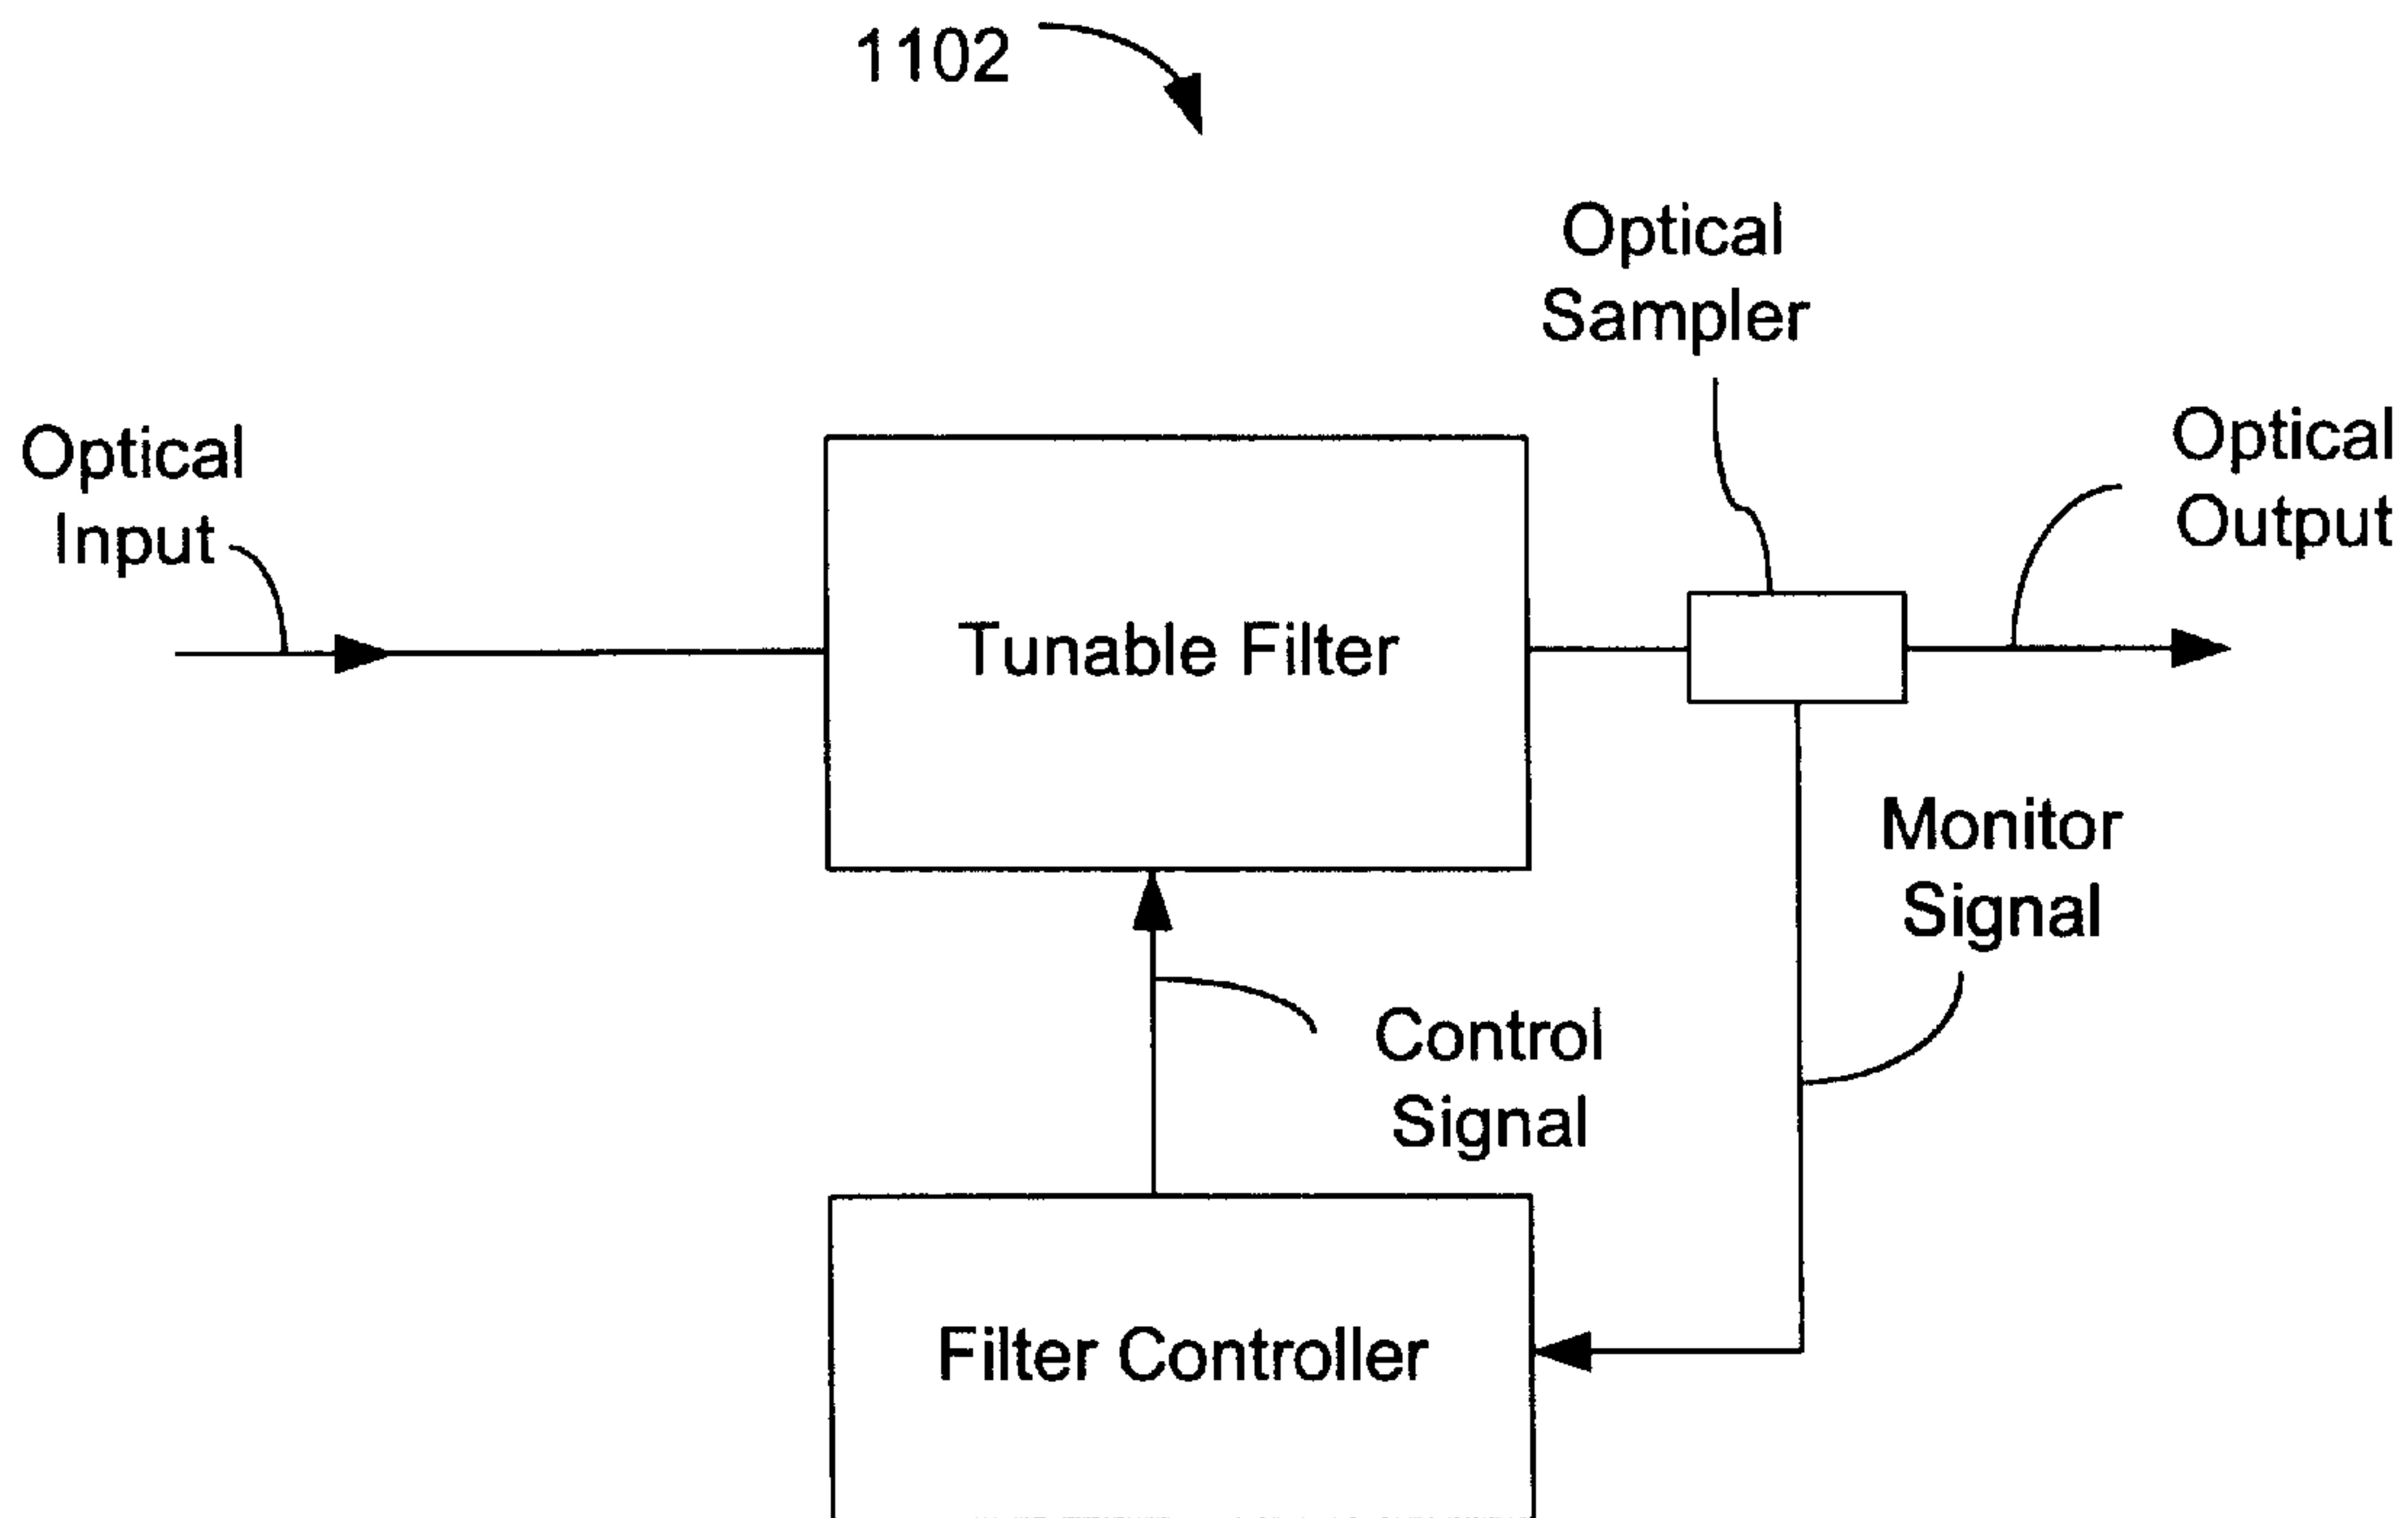 1102
Optical
Sampler
Optical
Input
Optical
Output
Tunable Filter
Monitor
Signal
Control
Signal
Filter Controller